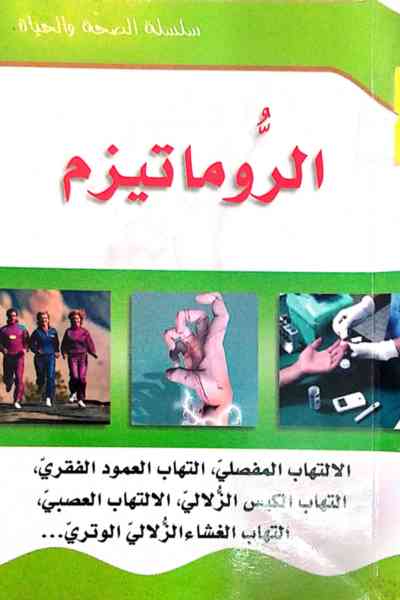 سلسلة الصحة والحياة
الرُّوماتيزم
الالتهاب المفصليّ، التهاب العمود الفقريّ،
التهاب الكيس الزُّلاليّ، الالتهاب العصبيّ،
التهاب الغشاء الزُّلاليّ الوتريّ...